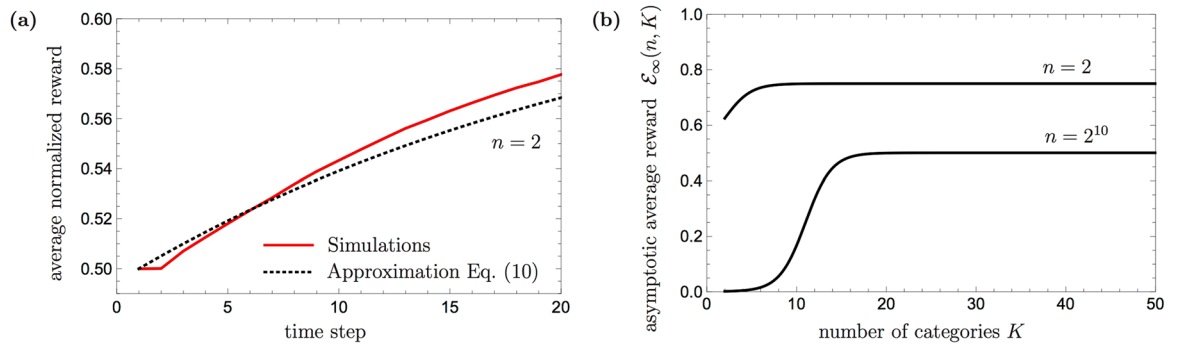 (a)
average normalized reward
0.60
0.58
0.56
0.54
0.52
0.50
n = 2
Simulations
Approximation Eq. (10)
0 5 10 15 20
time step
(b)
asymptotic average reward ℰ∞(n, K)
1.0
0.8
0.6
0.4
0.2
0.0
n = 2
n = 2¹⁰
0 10 20 30 40 50
number of categories K